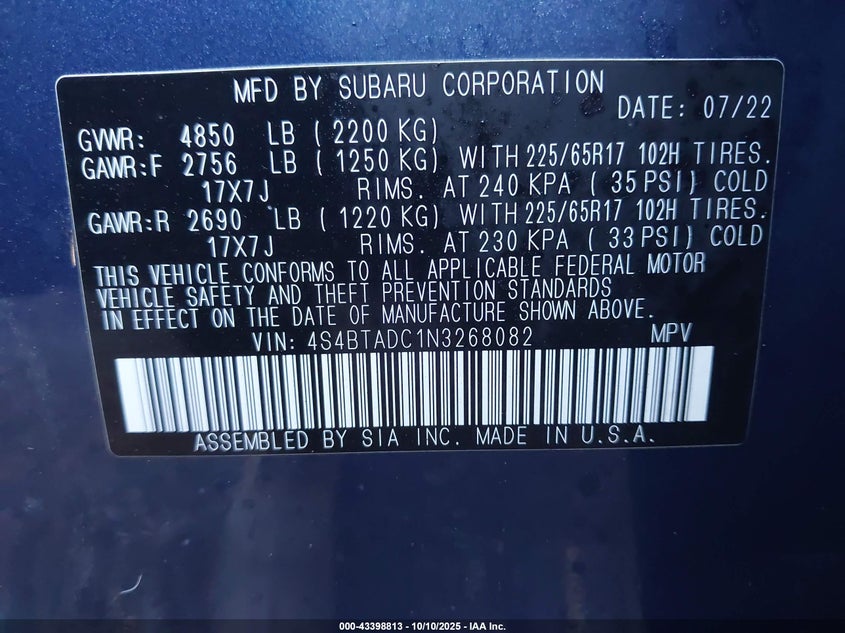 MFD BY SUBARU CORPORATION
DATE: 07/22
GVWR: 4850 LB ( 2200 KG)
GAWR:F 2756 LB ( 1250 KG) WITH 225/65R17 102H TIRES.
17X7J RIMS. AT 240 KPA ( 35 PSI) COLD
GAWR:R 2690 LB ( 1220 KG) WITH 225/65R17 102H TIRES.
17X7J RIMS. AT 230 KPA ( 33 PSI) COLD
THIS VEHICLE CONFORMS TO ALL APPLICABLE FEDERAL MOTOR
VEHICLE SAFETY AND THEFT PREVENTION STANDARDS
IN EFFECT ON THE DATE OF MANUFACTURE SHOWN ABOVE.
VIN: 4S4BTADC1N3268082 MPV
ASSEMBLED BY SIA INC. MADE IN U.S.A.
000-43398813 - 10/10/2025 - IAA Inc.